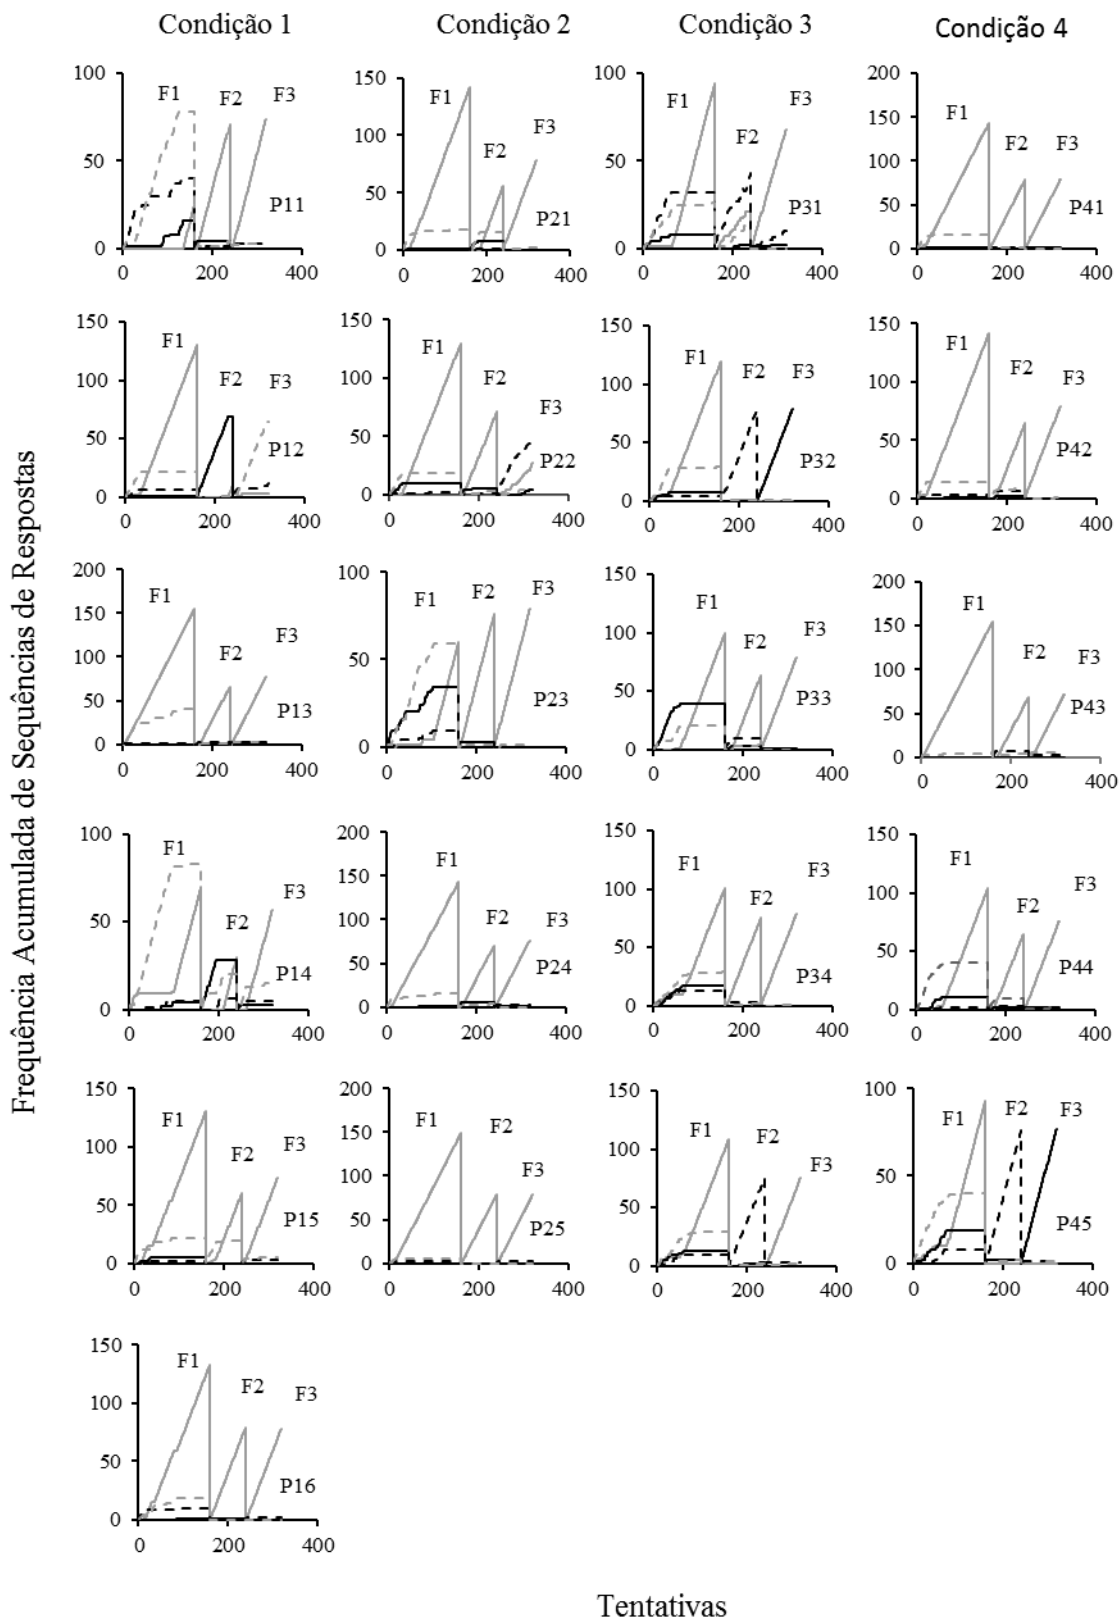 Condição 1 Condição 2 Condição 3 Condição 4
Frequência Acumulada de Sequências de Respostas
100 50 0 0 200 400 F1 F2 F3 P11
150 100 50 0 0 200 400 F1 F2 F3 P21
100 50 0 0 200 400 F1 F2 F3 P31
200 150 100 50 0 0 200 400 F1 F2 F3 P41
150 100 50 0 0 200 400 F1 F2 F3 P12
150 100 50 0 0 200 400 F1 F2 F3 P22
150 100 50 0 0 200 400 F1 F2 F3 P32
150 100 50 0 0 200 400 F1 F2 F3 P42
200 150 100 50 0 0 200 400 F1 F2 F3 P13
100 50 0 0 200 400 F1 F2 F3 P23
150 100 50 0 0 200 400 F1 F2 F3 P33
200 150 100 50 0 0 200 400 F1 F2 F3 P43
100 50 0 0 200 400 F1 F2 F3 P14
200 150 100 50 0 0 200 400 F1 F2 F3 P24
150 100 50 0 0 200 400 F1 F2 F3 P34
150 100 50 0 0 200 400 F1 F2 F3 P44
150 100 50 0 0 200 400 F1 F2 F3 P15
200 150 100 50 0 0 200 400 F1 F2 F3 P25
150 100 50 0 0 200 400 F1 F2 F3
100 50 0 0 200 400 F1 F2 F3 P45
150 100 50 0 0 200 400 F1 F2 F3 P16
Tentativas